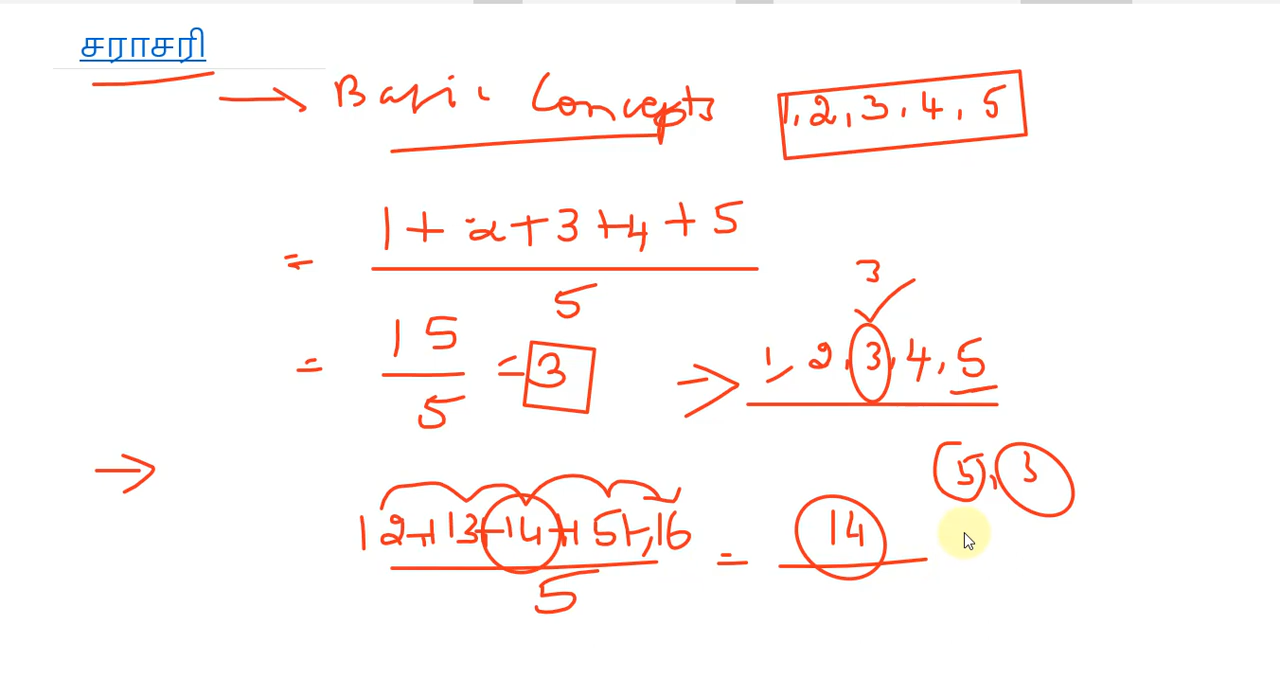 சராசரி
→ Basic Concepts 1, 2, 3, 4, 5
= 1 + 2 + 3 + 4 + 5
5
3
= 15 / 5 = 3 => 1, 2, 3, 4, 5
→
5, 3
12+13+14+15+,16 = 14
5